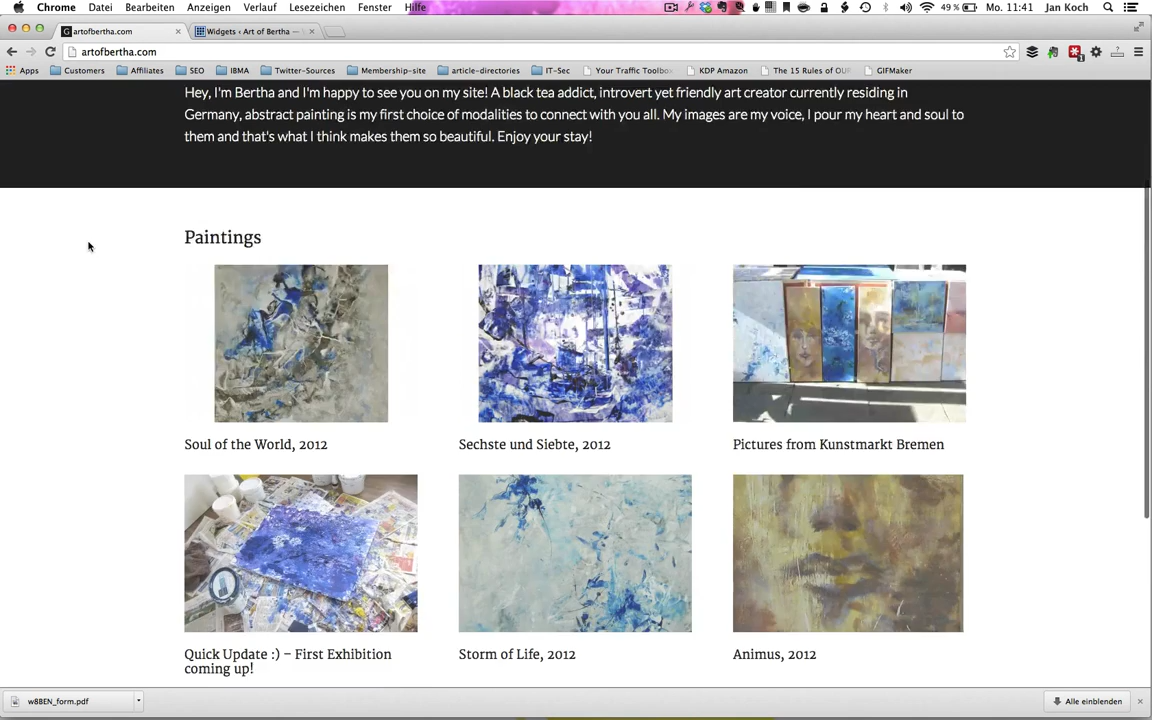 Chrome Datei Bearbeiten Anzeigen Verlauf Lesezeichen Fenster Hilfe 49 % Mo. 11:41 Jan Koch
artofbertha.com Widgets ‹ Art of Bertha —
artofbertha.com
Apps Customers Affiliates SEO IBMA Twitter-Sources Membership-site article-directories IT-Sec Your Traffic Toolbox KDP Amazon The 15 Rules of OUR GIFMaker
Hey, I'm Bertha and I'm happy to see you on my site! A black tea addict, introvert yet friendly art creator currently residing in
Germany, abstract painting is my first choice of modalities to connect with you all. My images are my voice, I pour my heart and soul to
them and that's what I think makes them so beautiful. Enjoy your stay!
Paintings
Soul of the World, 2012
Sechste und Siebte, 2012
Pictures from Kunstmarkt Bremen
Quick Update :) – First Exhibition
coming up!
Storm of Life, 2012
Animus, 2012
w8BEN_form.pdf
Alle einblenden